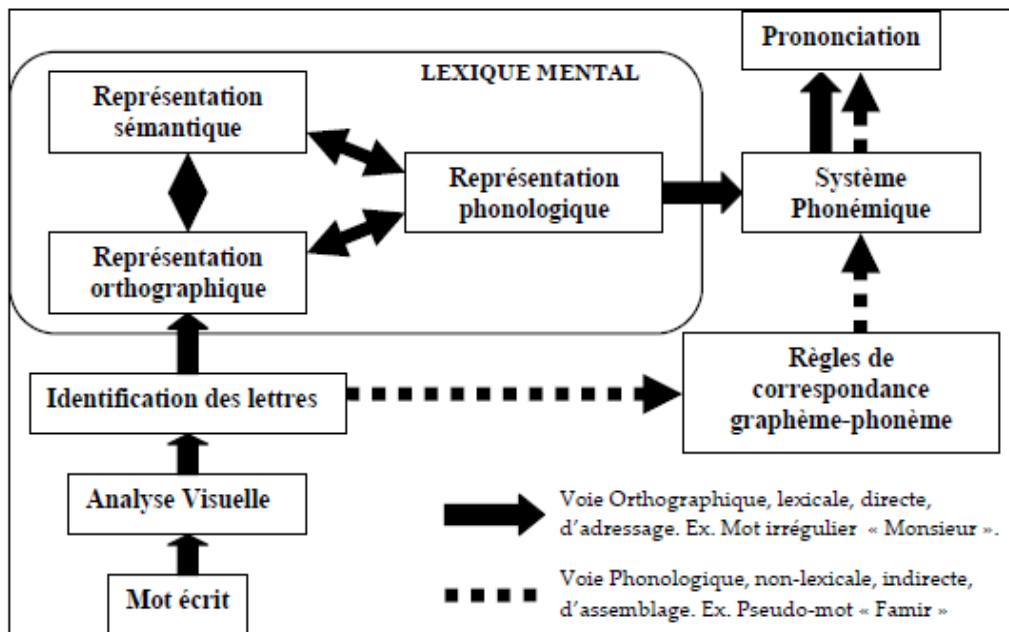 Prononciation
LEXIQUE MENTAL
Représentation
sémantique
Représentation
phonologique
Système
Phonémique
Représentation
orthographique
Identification des lettres
Règles de
correspondance
graphème-phonème
Analyse Visuelle
Mot écrit
Voie Orthographique, lexicale, directe,
d’adressage. Ex. Mot irrégulier « Monsieur ».
Voie Phonologique, non-lexicale, indirecte,
d’assemblage. Ex. Pseudo-mot « Famir »